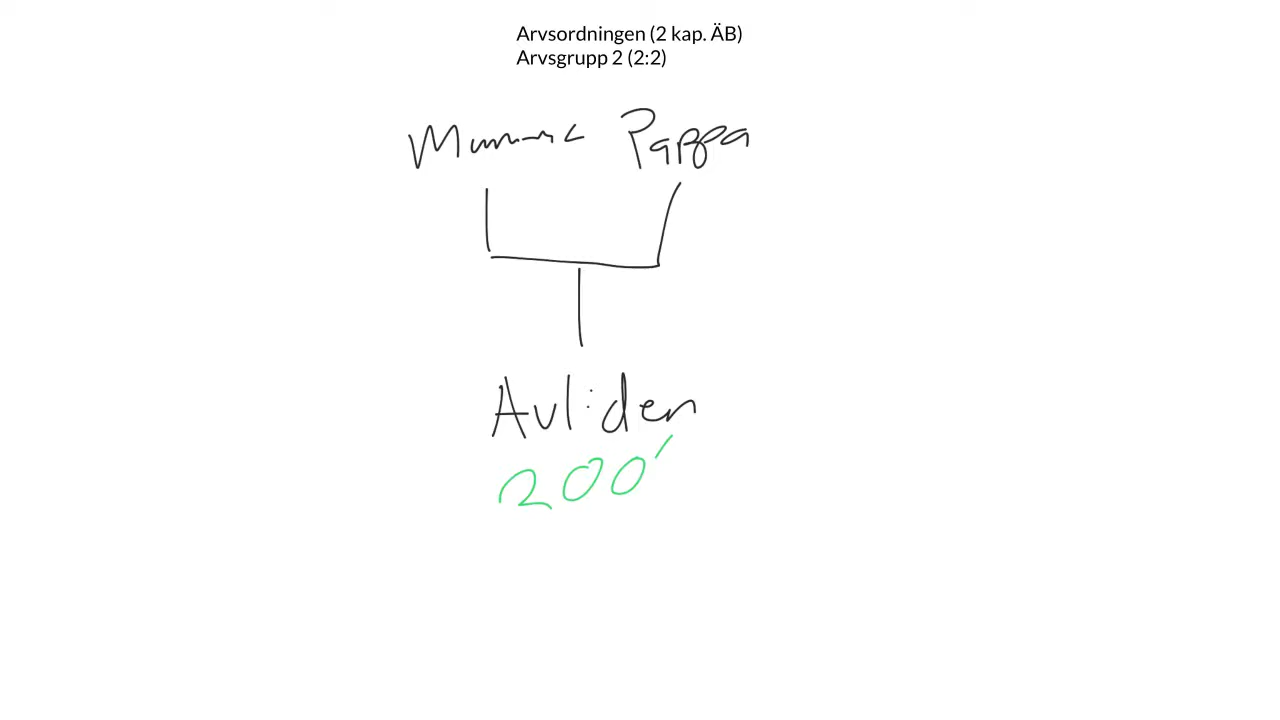 Arvsordningen (2 kap. ÄB)
Arvsgrupp 2 (2:2)
Mamma Pappa
Avliden
200'